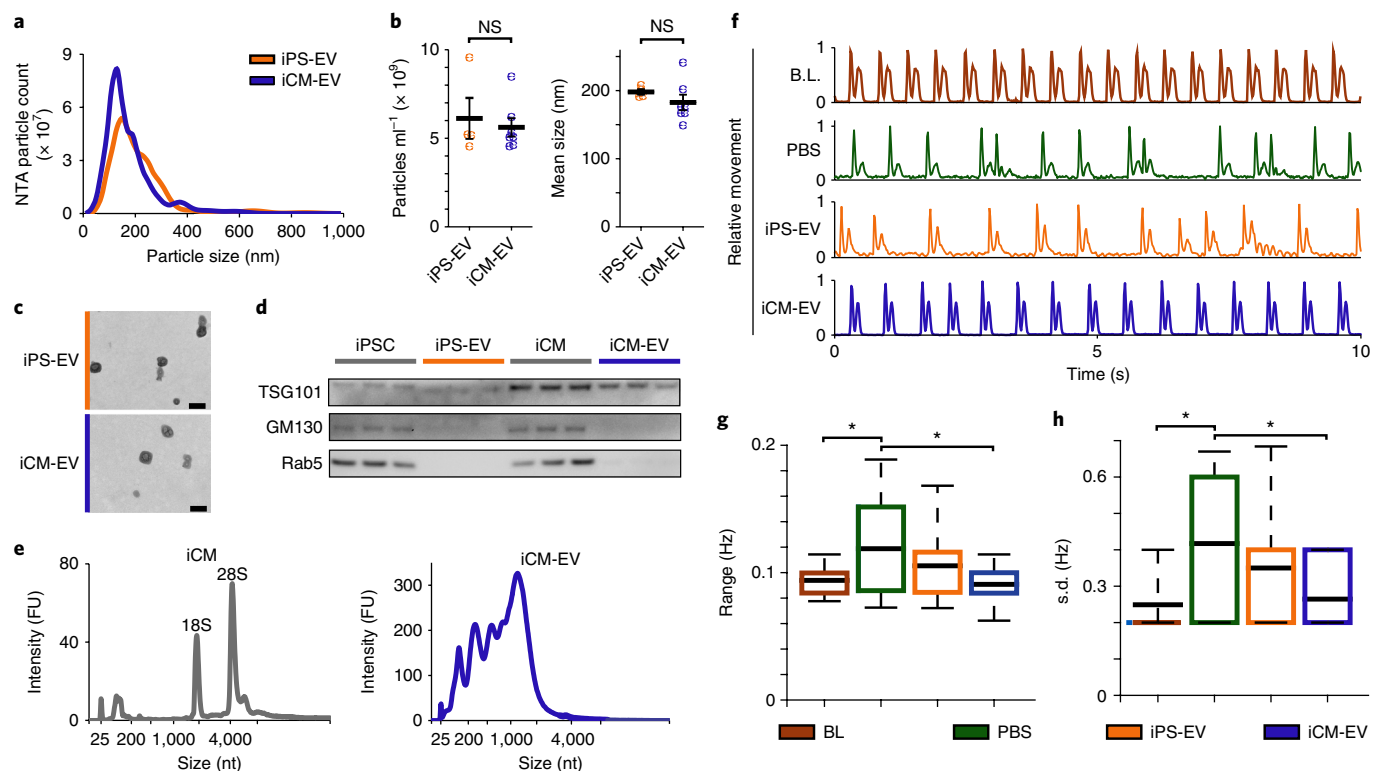 a
9
6
3
0
NTA particle count
(× 10⁷)
iPS-EV
iCM-EV
0 200 400 600 800 1,000
Particle size (nm)
b
NS
10
5
0
Particles ml⁻¹ (× 10⁹)
iPS-EV
iCM-EV
NS
200
100
0
Mean size (nm)
iPS-EV
iCM-EV
c
iPS-EV
iCM-EV
d
iPSC iPS-EV iCM iCM-EV
TSG101
GM130
Rab5
e
iCM
80
40
0
Intensity (FU)
18S
28S
25 200 1,000 4,000
Size (nt)
iCM-EV
300
200
100
0
Intensity (FU)
25 200 1,000 4,000
Size (nt)
f
Relative movement
1
B.L.
0
1
PBS
0
1
iPS-EV
0
1
iCM-EV
0
0 5 10
Time (s)
g
* *
0.2
0.1
0
Range (Hz)
h
* *
0.6
0.3
0
s.d. (Hz)
BL PBS iPS-EV iCM-EV